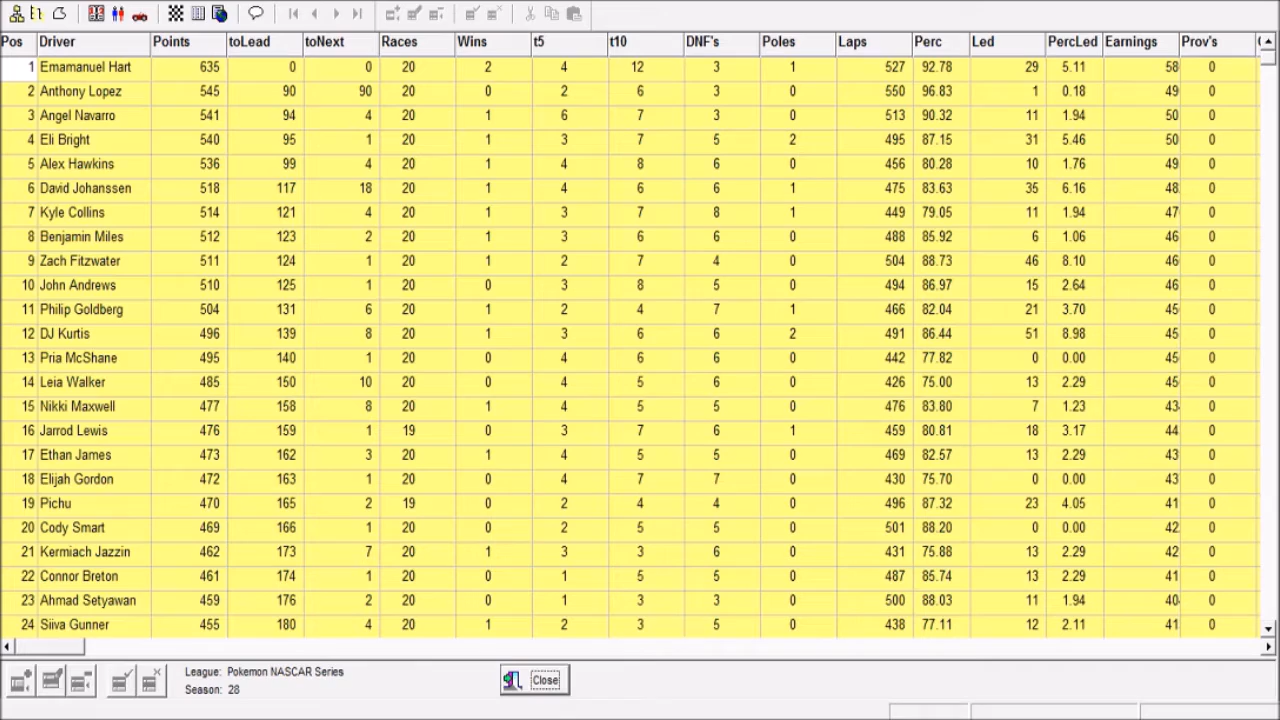 Pos Driver Points toLead toNext Races Wins t5 t10 DNF's Poles Laps Perc Led PercLed Earnings Prov's
1 Emamanuel Hart 635 0 0 20 2 4 12 3 1 527 92.78 29 5.11 58 0
2 Anthony Lopez 545 90 90 20 0 2 6 3 0 550 96.83 1 0.18 49 0
3 Angel Navarro 541 94 4 20 1 6 7 3 0 513 90.32 11 1.94 50 0
4 Eli Bright 540 95 1 20 1 3 7 5 2 495 87.15 31 5.46 50 0
5 Alex Hawkins 536 99 4 20 1 4 8 6 0 456 80.28 10 1.76 49 0
6 David Johanssen 518 117 18 20 1 4 6 6 1 475 83.63 35 6.16 48 0
7 Kyle Collins 514 121 4 20 1 3 7 8 1 449 79.05 11 1.94 47 0
8 Benjamin Miles 512 123 2 20 1 3 6 6 0 488 85.92 6 1.06 46 0
9 Zach Fitzwater 511 124 1 20 1 2 7 4 0 504 88.73 46 8.10 46 0
10 John Andrews 510 125 1 20 0 3 8 5 0 494 86.97 15 2.64 46 0
11 Philip Goldberg 504 131 6 20 1 2 4 7 1 466 82.04 21 3.70 45 0
12 DJ Kurtis 496 139 8 20 1 3 6 6 2 491 86.44 51 8.98 45 0
13 Pria McShane 495 140 1 20 0 4 6 6 0 442 77.82 0 0.00 45 0
14 Leia Walker 485 150 10 20 0 4 5 6 0 426 75.00 13 2.29 45 0
15 Nikki Maxwell 477 158 8 20 1 4 5 5 0 476 83.80 7 1.23 43 0
16 Jarrod Lewis 476 159 1 19 0 3 7 6 1 459 80.81 18 3.17 44 0
17 Ethan James 473 162 3 20 1 4 5 5 0 469 82.57 13 2.29 43 0
18 Elijah Gordon 472 163 1 20 0 4 7 7 0 430 75.70 0 0.00 43 0
19 Pichu 470 165 2 19 0 2 4 4 0 496 87.32 23 4.05 41 0
20 Cody Smart 469 166 1 20 0 2 5 5 0 501 88.20 0 0.00 42 0
21 Kermiach Jazzin 462 173 7 20 1 3 3 6 0 431 75.88 13 2.29 42 0
22 Connor Breton 461 174 1 20 0 1 5 5 0 487 85.74 13 2.29 41 0
23 Ahmad Setyawan 459 176 2 20 0 1 3 3 0 500 88.03 11 1.94 40 0
24 Siiva Gunner 455 180 4 20 1 2 3 5 0 438 77.11 12 2.11 41 0
League: Pokemon NASCAR Series
Season: 28
Close